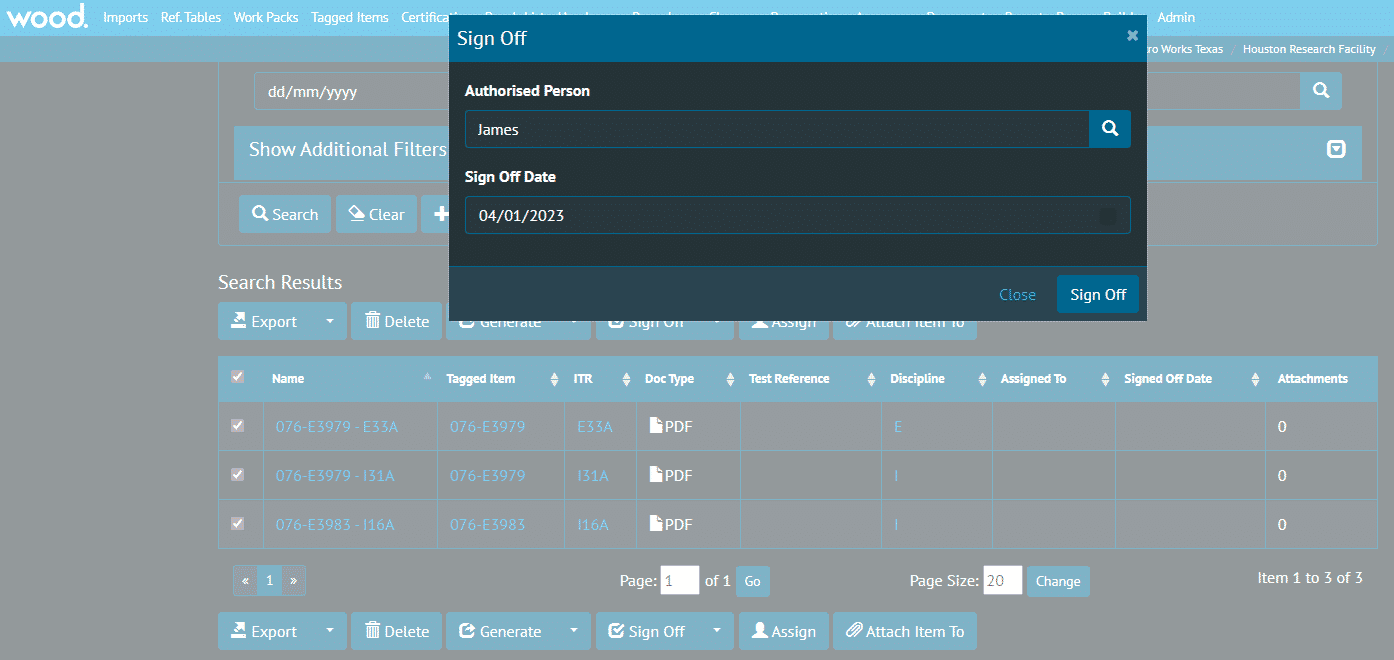 wood.
Imports Ref. Tables Work Packs Tagged Items Admin
Works Texas / Houston Research Facility
Sign Off ×
Authorised Person
James
Sign Off Date
04/01/2023
Close Sign Off
dd/mm/yyyy
Show Additional Filters
Search Clear
Search Results
Export Delete Generate Sign Off Assign Attach Item To
Name Tagged Item ITR Doc Type Test Reference Discipline Assigned To Signed Off Date Attachments
076-E3979 - E33A 076-E3979 E33A PDF E 0
076-E3979 - I31A 076-E3979 I31A PDF I 0
076-E3983 - I16A 076-E3983 I16A PDF I 0
« 1 » Page: 1 of 1 Go Page Size: 20 Change Item 1 to 3 of 3
Export Delete Generate Sign Off Assign Attach Item To